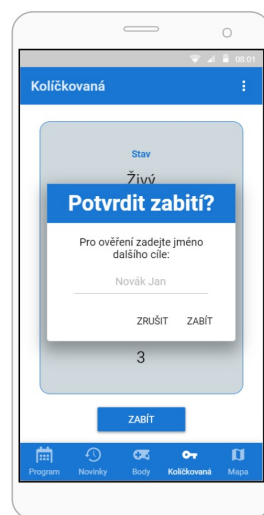 08:01
Kolíčkovaná
Stav
Živý
Potvrdit zabití?
Pro ověření zadejte jméno
dalšího cíle:
Novák Jan
ZRUŠIT ZABÍT
3
ZABÍT
Program Novinky Body Kolíčkovaná Mapa